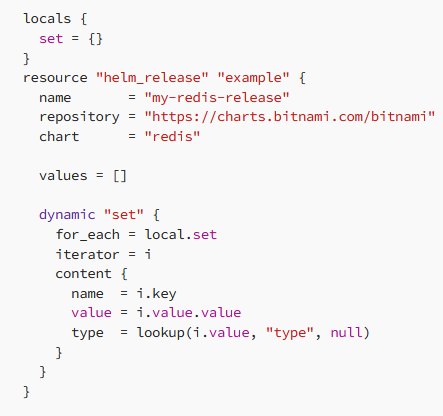 locals {
  set = {}
}
resource "helm_release" "example" {
  name       = "my-redis-release"
  repository = "https://charts.bitnami.com/bitnami"
  chart      = "redis"

  values = []

  dynamic "set" {
    for_each = local.set
    iterator = i
    content {
      name  = i.key
      value = i.value.value
      type  = lookup(i.value, "type", null)
    }
  }
}